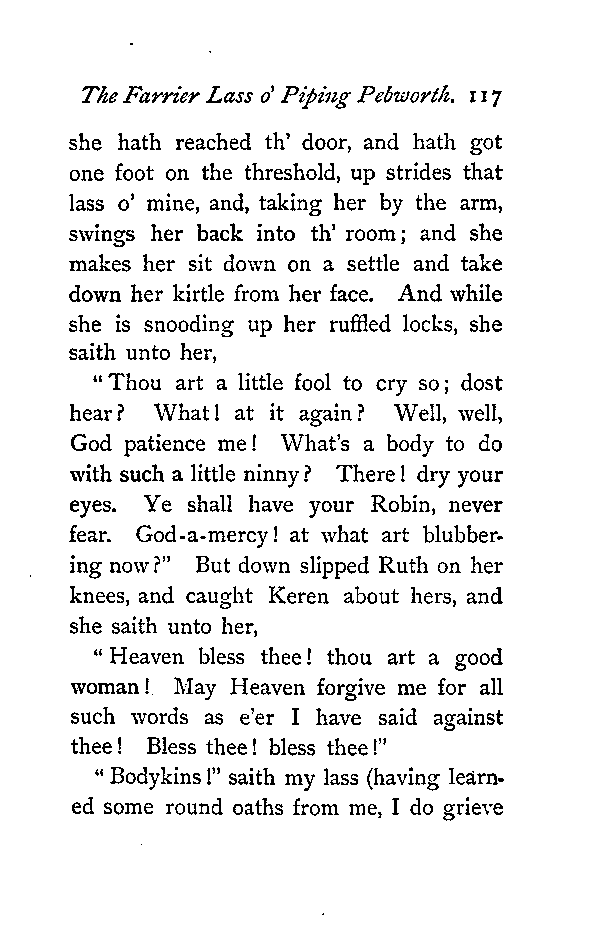 The Farrier Lass o' Piping Pebworth. 117
she hath reached th' door, and hath got
one foot on the threshold, up strides that
lass o' mine, and, taking her by the arm,
swings her back into th' room; and she
makes her sit down on a settle and take
down her kirtle from her face. And while
she is snooding up her ruffled locks, she
saith unto her,
"Thou art a little fool to cry so; dost
hear? What! at it again? Well, well,
God patience me! What's a body to do
with such a little ninny? There! dry your
eyes. Ye shall have your Robin, never
fear. God-a-mercy! at what art blubber-
ing now?" But down slipped Ruth on her
knees, and caught Keren about hers, and
she saith unto her,
"Heaven bless thee! thou art a good
woman! May Heaven forgive me for all
such words as e'er I have said against
thee! Bless thee! bless thee!"
"Bodykins!" saith my lass (having learn-
ed some round oaths from me, I do grieve